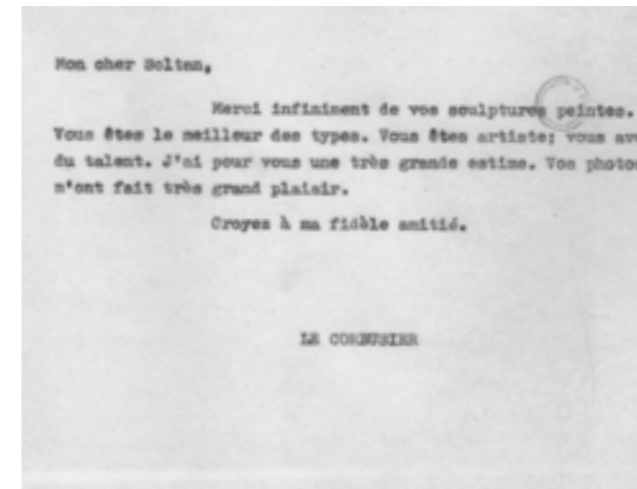 Mon cher Soltan,
Merci infiniment de vos sculptures peintes.
Vous êtes le meilleur des types. Vous êtes artiste; vous av
du talent. J'ai pour vous une très grande estime. Vos photos
m'ont fait très grand plaisir.
Croyez à ma fidèle amitié.
LE CORBUSIER